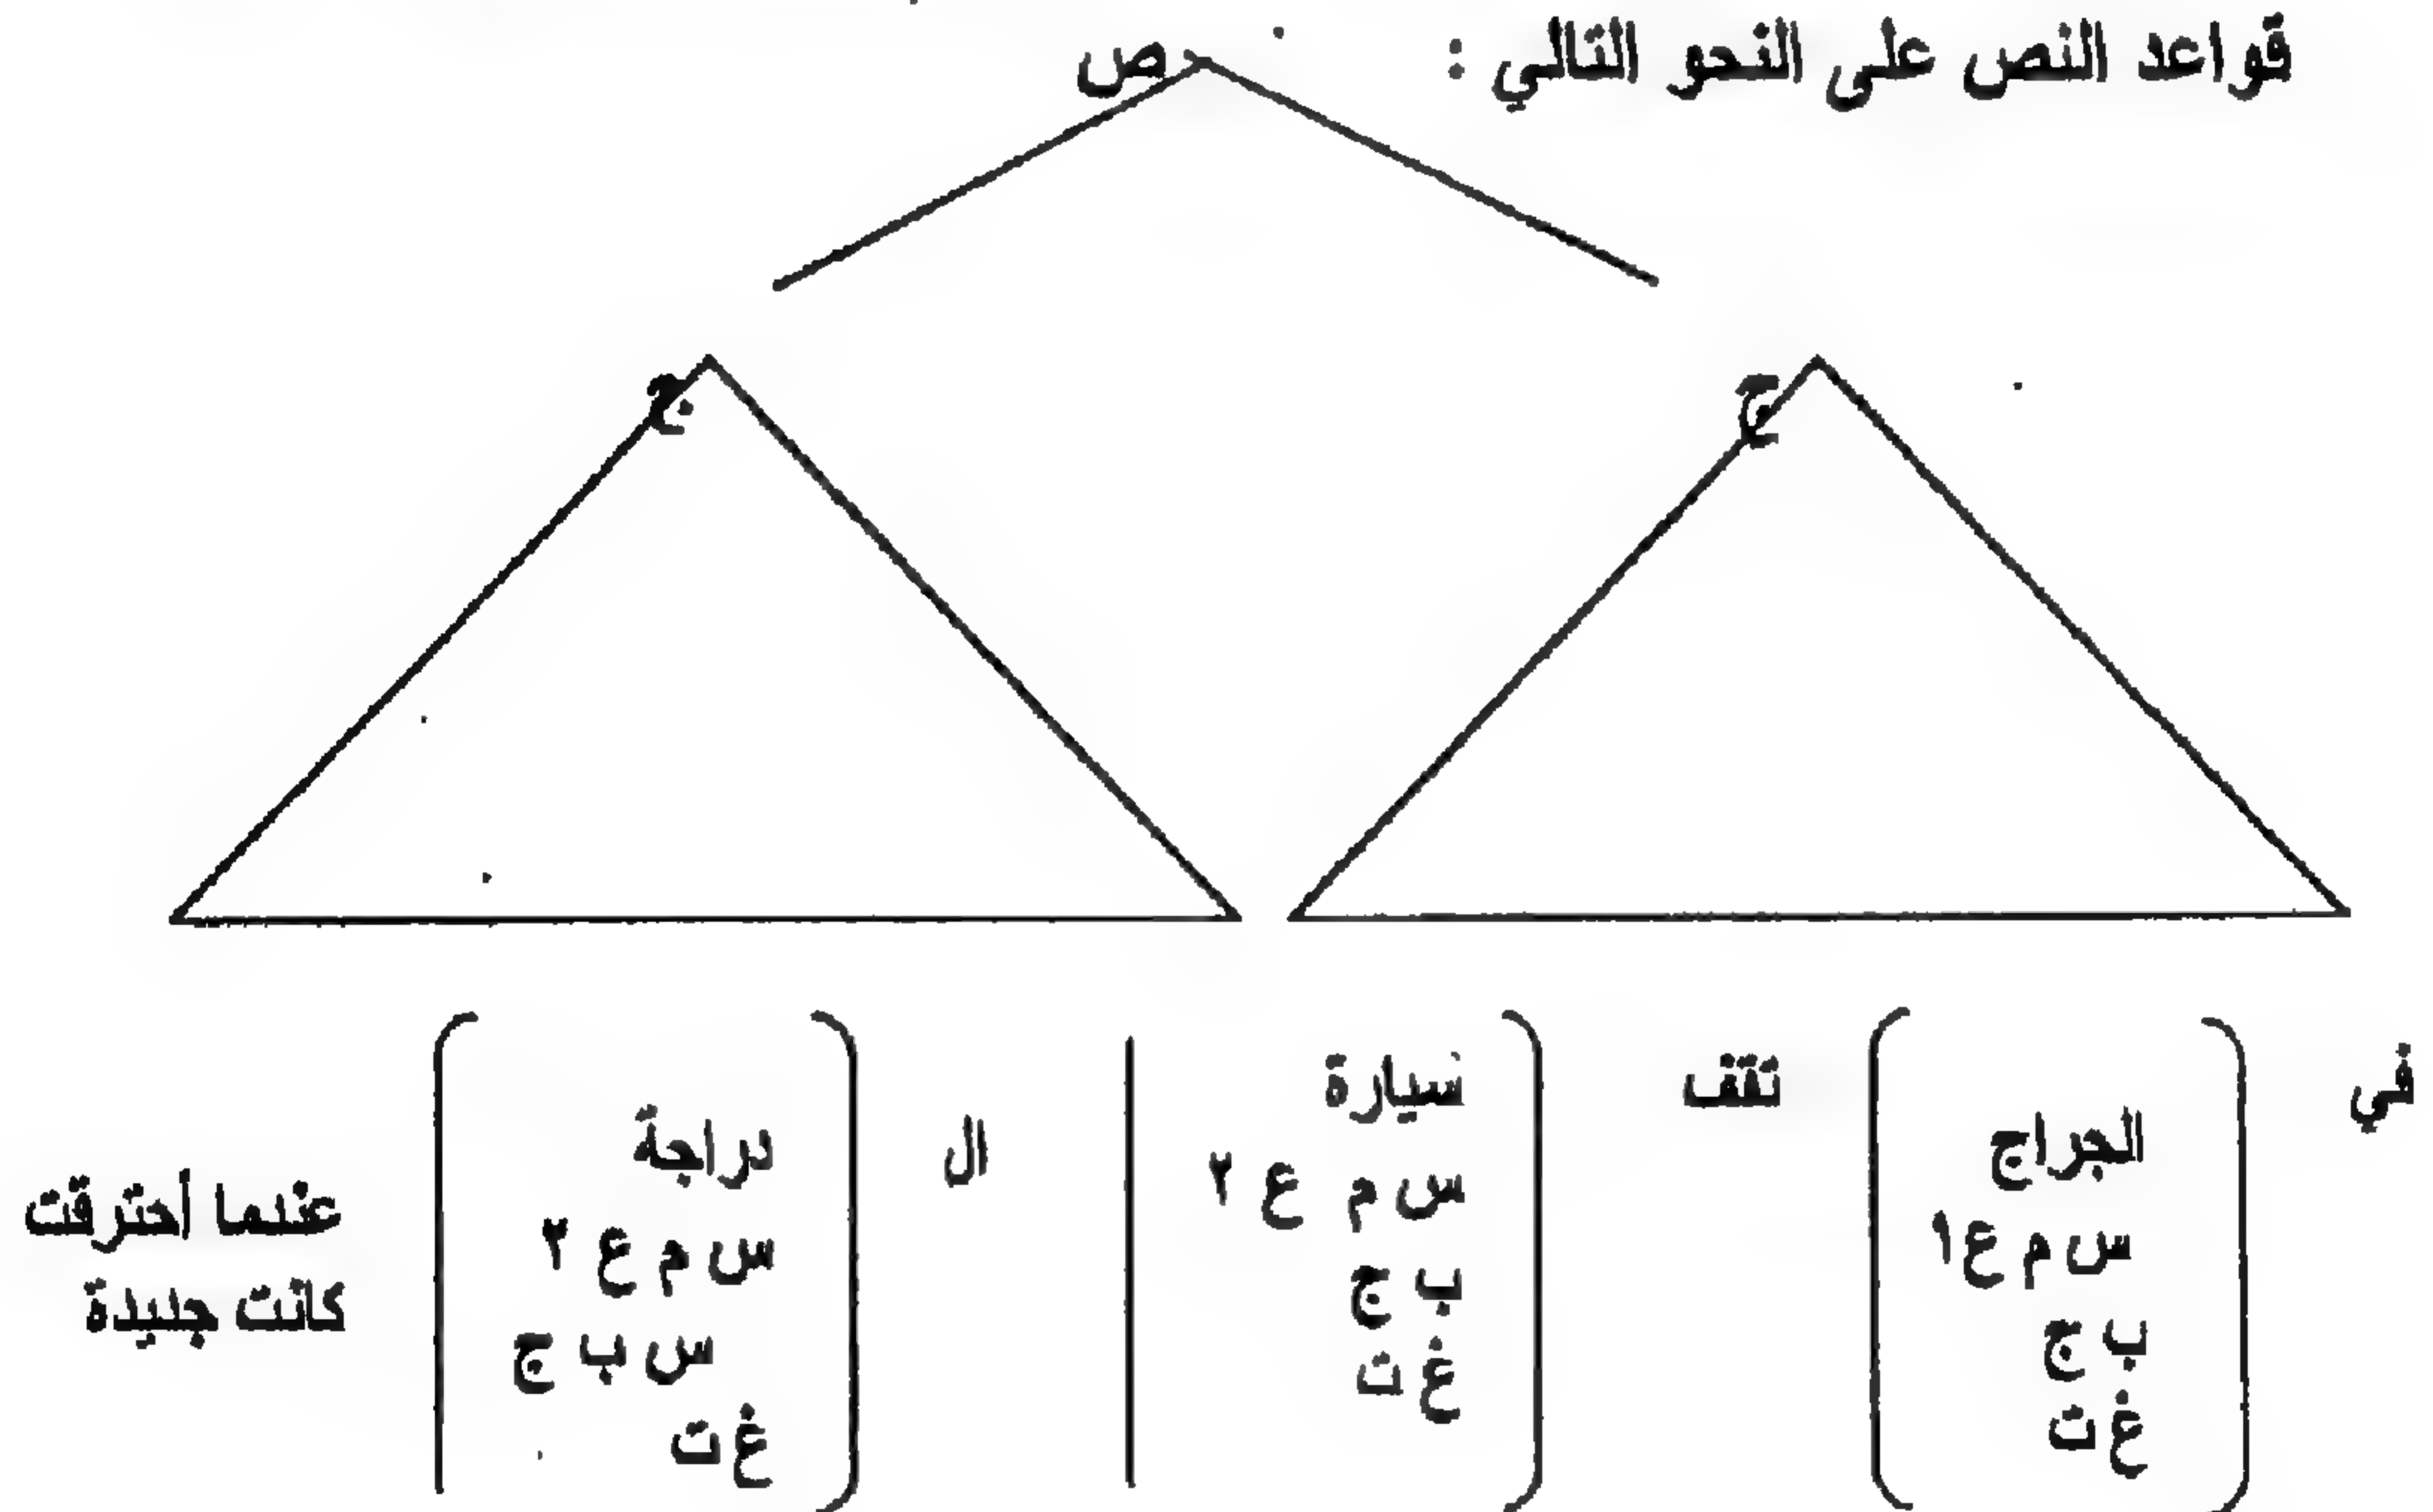 قواعد النص على النحو التالي :
ص
ج
ج
في
الجراج
س م ع ١
ب ج
غ ت
تقف
سيارة
س م ع ٢
ب ج
غ ت
ال
دراجة
س م ع ٢
س ب ج
غ ت
عندما أحترقت
كانت جديدة